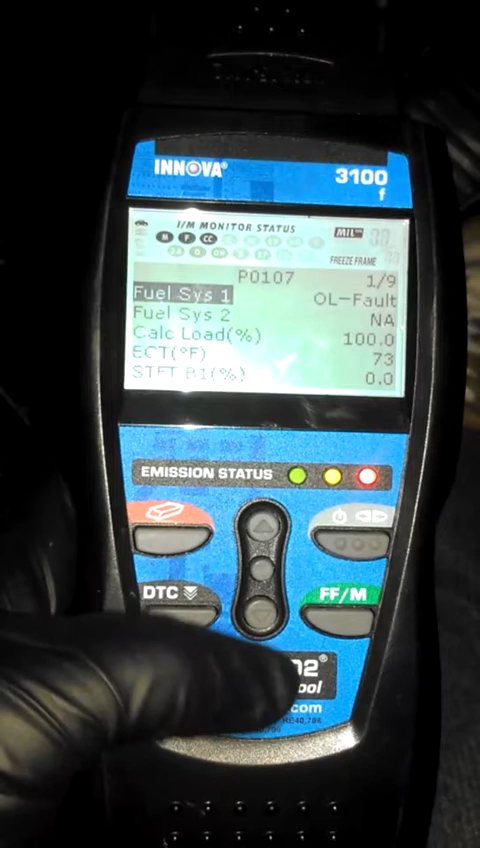 INNOVA®
3100
f
I/M MONITOR STATUS
M F CC
MIL
FREEZE FRAME
P0107 1/9
Fuel Sys 1 OL-Fault
Fuel Sys 2 NA
Calc Load(%) 100.0
ECT(°F) 73
STFT B1(%) 0.0
EMISSION STATUS
DTC
FF/M